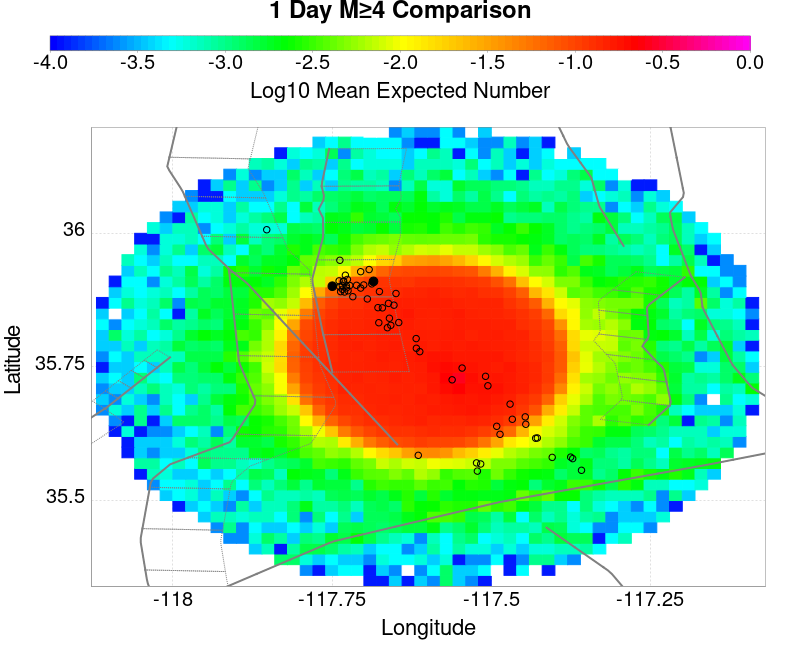 1 Day M≥4 Comparison
-4.0 -3.5 -3.0 -2.5 -2.0 -1.5 -1.0 -0.5 0.0
Log10 Mean Expected Number
36
35.75
35.5
Latitude
-118 -117.75 -117.5 -117.25
Longitude